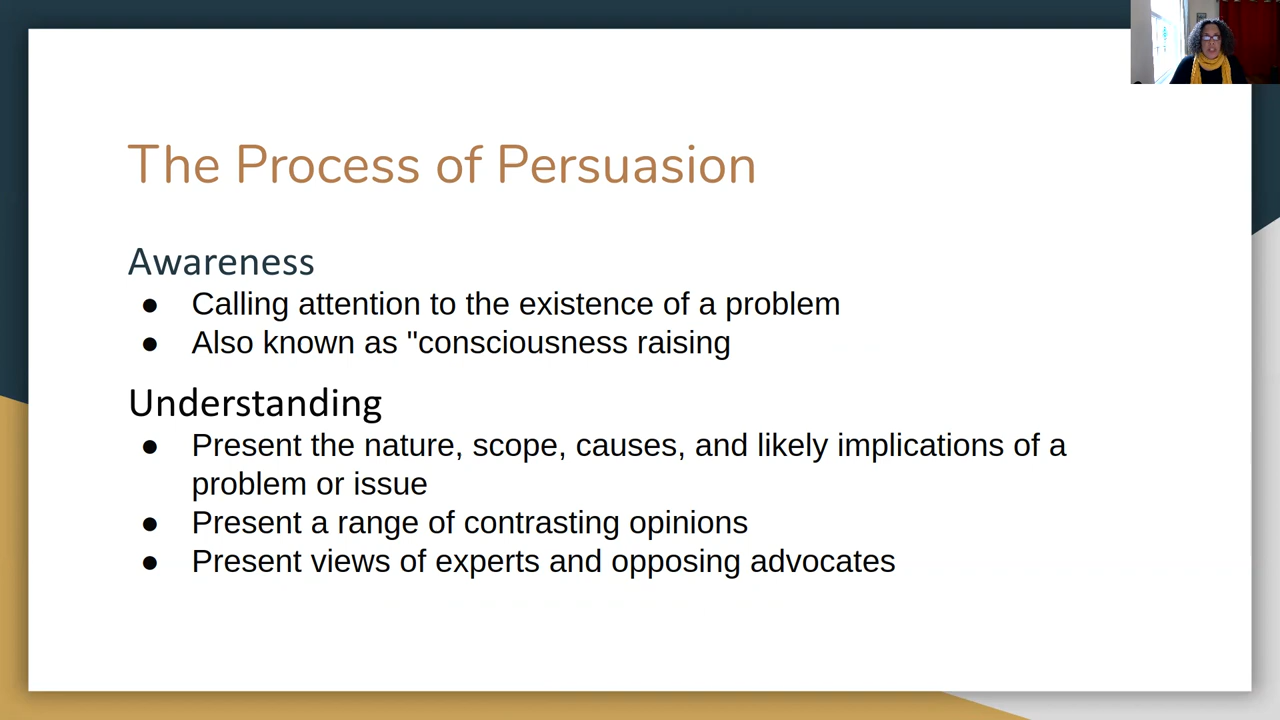 The Process of Persuasion
Awareness
● Calling attention to the existence of a problem
● Also known as "consciousness raising
Understanding
● Present the nature, scope, causes, and likely implications of a
problem or issue
● Present a range of contrasting opinions
● Present views of experts and opposing advocates